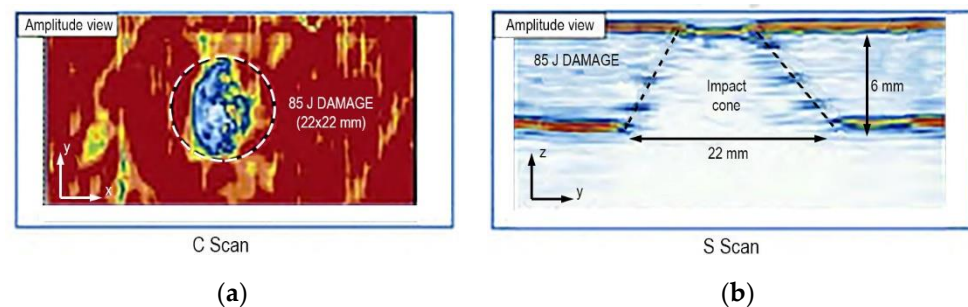 Amplitude view
85 J DAMAGE
(22x22 mm)
y
x
C Scan
(a)
Amplitude view
85 J DAMAGE
Impact
cone
6 mm
22 mm
z
y
S Scan
(b)